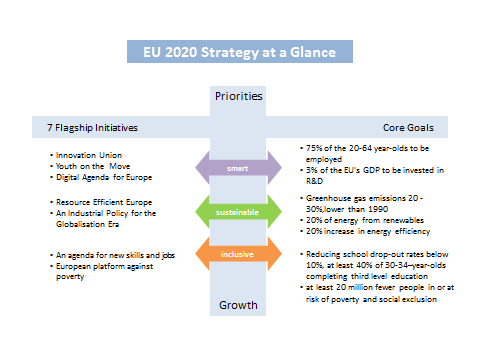 EU 2020 Strategy at a Glance
Priorities
7 Flagship Initiatives
Core Goals
• Innovation Union
• Youth on the Move
• Digital Agenda for Europe
smart
• 75% of the 20-64 year-olds to be
employed
• 3% of the EU's GDP to be invested in
R&D
• Resource Efficient Europe
• An Industrial Policy for the
Globalisation Era
sustainable
• Greenhouse gas emissions 20 -
30%,lower than 1990
• 20% of energy from renewables
• 20% increase in energy efficiency
• An agenda for new skills and jobs
• European platform against
poverty
inclusive
• Reducing school drop-out rates below
10%, at least 40% of 30-34–year-olds
completing third level education
• at least 20 million fewer people in or at
risk of poverty and social exclusion
Growth